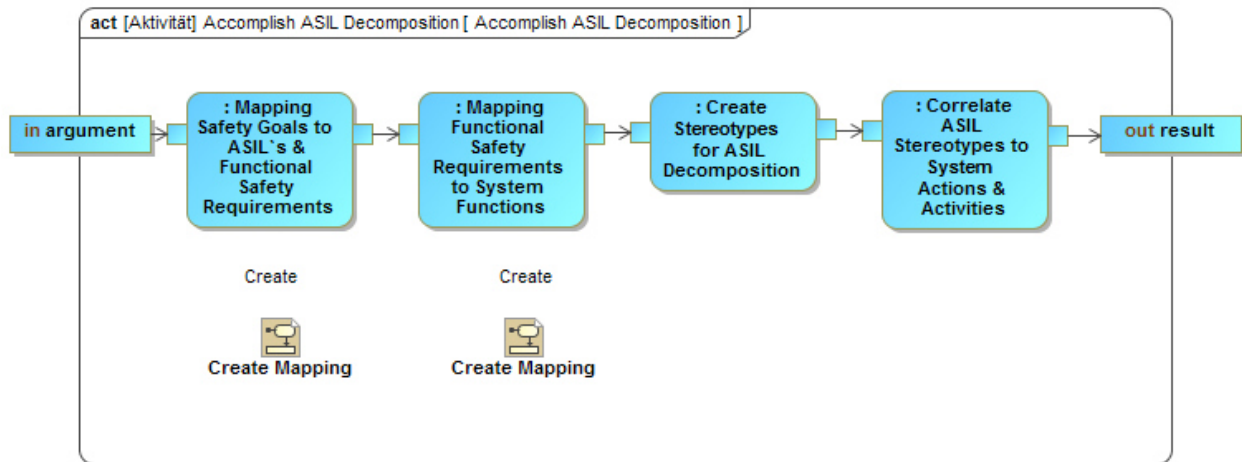 act [Aktivität] Accomplish ASIL Decomposition [ Accomplish ASIL Decomposition ]
in argument
: Mapping
Safety Goals to
ASIL`s &
Functional
Safety
Requirements
: Mapping
Functional
Safety
Requirements
to System
Functions
: Create
Stereotypes
for ASIL
Decomposition
: Correlate
ASIL
Stereotypes to
System
Actions &
Activities
out result
Create
Create
Create Mapping
Create Mapping